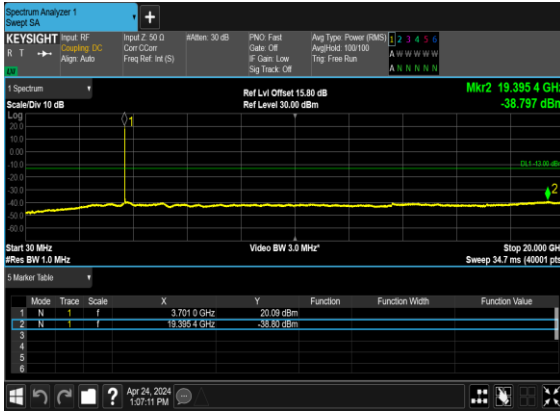 Spectrum Analyzer 1
Swept SA
+
KEYSIGHT Input: RF Input Z: 50 Ω #Atten: 30 dB PNO: Fast Avg Type: Power (RMS) 1 2 3 4 5 6
R T Coupling: DC Corr CCorr Gate: Off Avg|Hold: 100/100 A W W W W W
Align: Auto Freq Ref: Int (S) IF Gain: Low Trig: Free Run
Sig Track: Off A N N N N N
1 Spectrum Ref Lvl Offset 15.80 dB Mkr2 19.395 4 GHz
Scale/Div 10 dB Ref Level 30.00 dBm -38.797 dBm
Log
20.0
10.0
0.00
-10.0
-20.0
-30.0
-40.0
-50.0
-60.0
1
DL1 -13.00 dBm
2
Start 30 MHz Video BW 3.0 MHz* Stop 20.000 GH
#Res BW 1.0 MHz Sweep 34.7 ms (40001 pts
5 Marker Table
Mode Trace Scale X Y Function Function Width Function Value
1 N 1 f 3.701 0 GHz 20.09 dBm
2 N 1 f 19.395 4 GHz -38.80 dBm
3
4
5
6
? Apr 24, 2024
1:07:11 PM